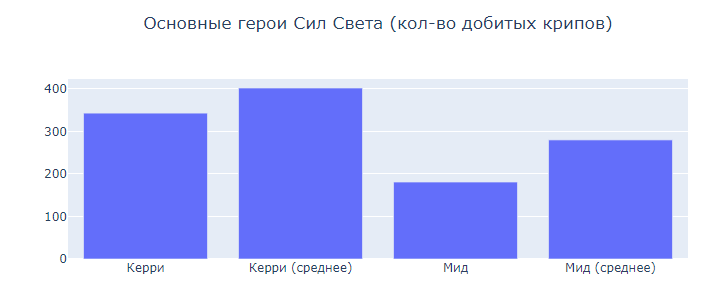 Основные герои Сил Света (кол-во добитых крипов)
400
300
200
100
0
Керри
Керри (среднее)
Мид
Мид (среднее)